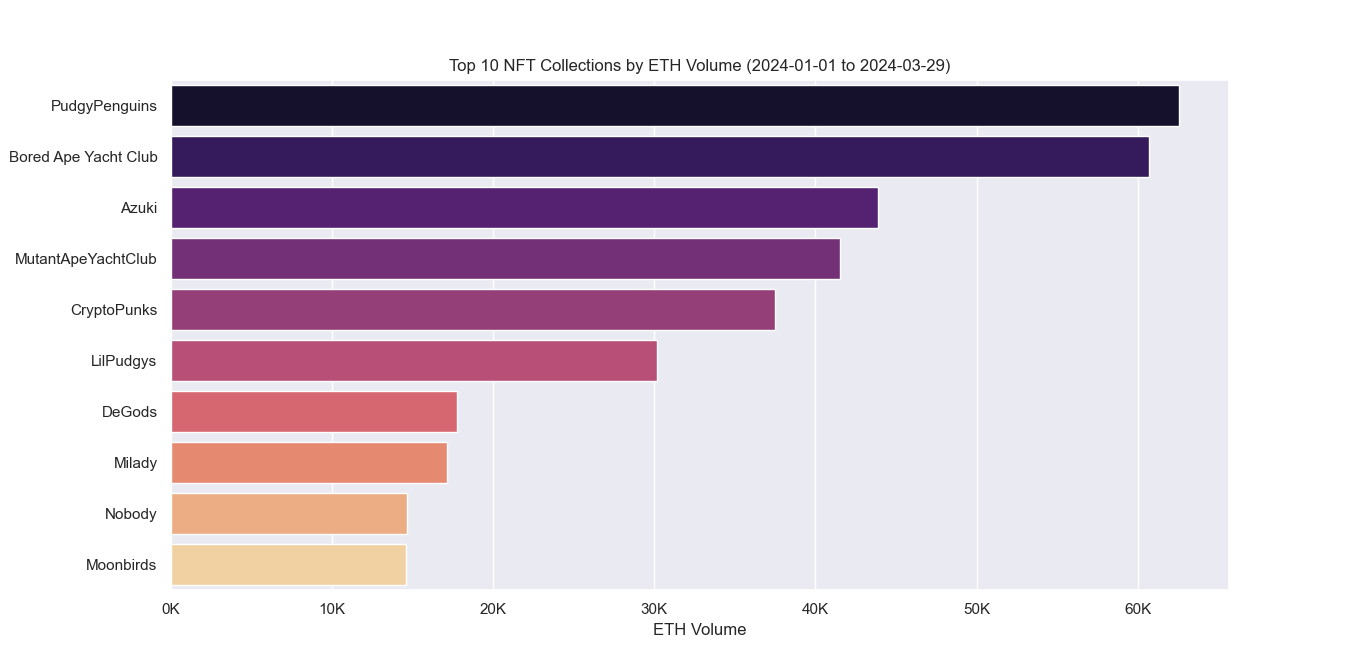 Top 10 NFT Collections by ETH Volume (2024-01-01 to 2024-03-29)
PudgyPenguins
Bored Ape Yacht Club
Azuki
MutantApeYachtClub
CryptoPunks
LilPudgys
DeGods
Milady
Nobody
Moonbirds
0K 10K 20K 30K 40K 50K 60K
ETH Volume